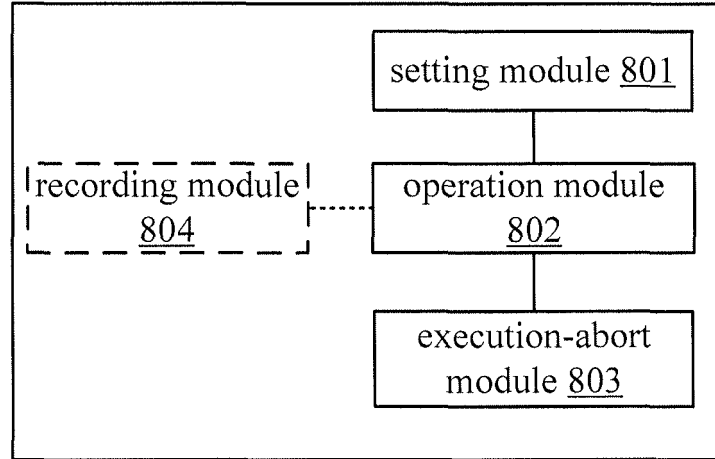 setting module 801
recording module
804
operation module
802
execution-abort
module 803